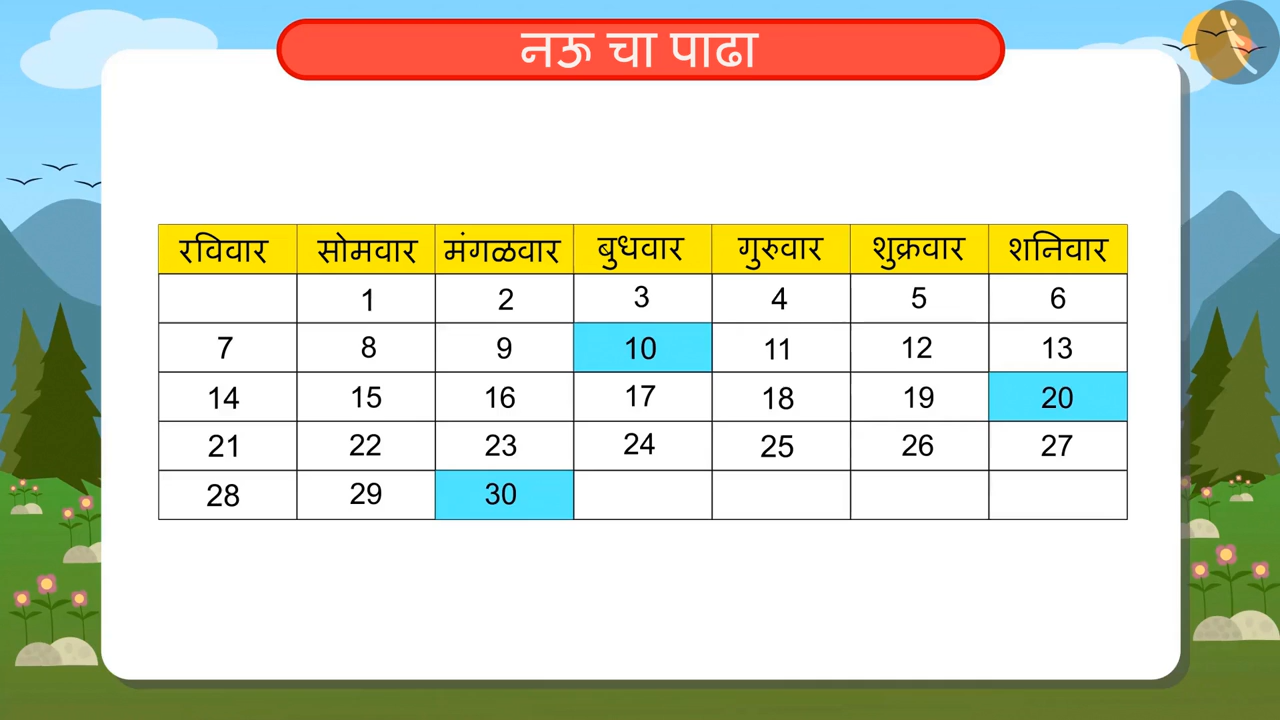 नऊ चा पाढा
रविवार सोमवार मंगळवार बुधवार गुरुवार शुक्रवार शनिवार
1 2 3 4 5 6
7 8 9 10 11 12 13
14 15 16 17 18 19 20
21 22 23 24 25 26 27
28 29 30